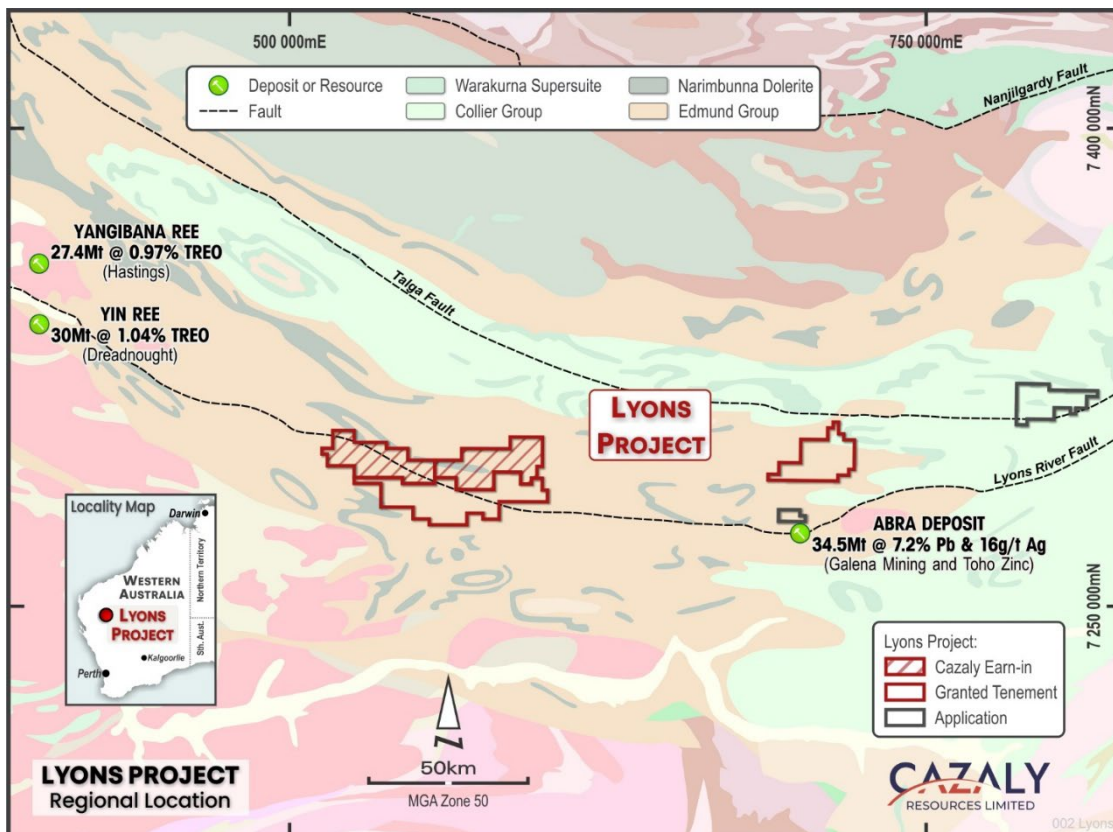 500 000mE
750 000mE
Deposit or Resource
Fault
Warakurna Supersuite
Collier Group
Narimbunna Dolerite
Edmund Group
Nanjilgardy Fault
7 400 000mN
YANGIBANA REE
27.4Mt @ 0.97% TREO
(Hastings)
YIN REE
30Mt @ 1.04% TREO
(Dreadnought)
Talga Fault
LYONS
PROJECT
Lyons River Fault
ABRA DEPOSIT
34.5Mt @ 7.2% Pb & 16g/t Ag
(Galena Mining and Toho Zinc)
Locality Map
Darwin
WESTERN
AUSTRALIA
Northern Territory
LYONS
PROJECT
Sth. Aust.
Kalgoorlie
Perth
7 250 000mN
Lyons Project:
Cazaly Earn-in
Granted Tenement
Application
N
50km
MGA Zone 50
LYONS PROJECT
Regional Location
CAZALY
RESOURCES LIMITED
002 Lyons